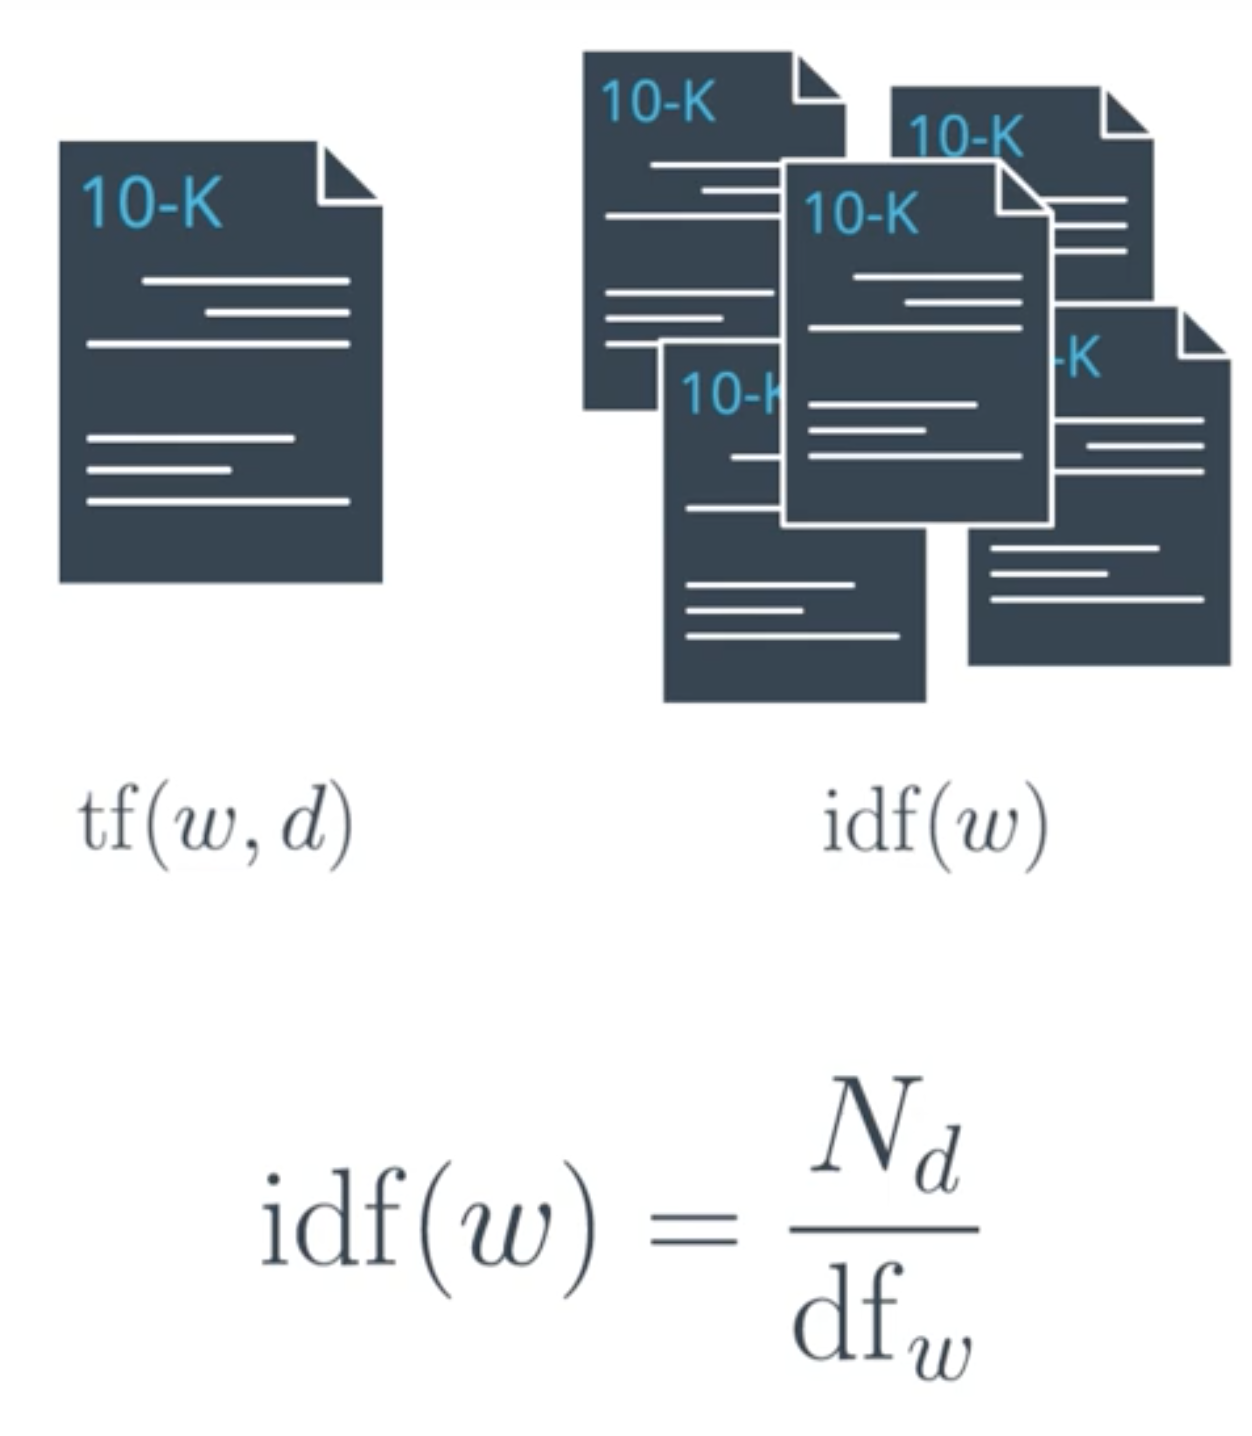 10-K
10-K
10-K
10-K
10-K
-K
tf(w, d)
idf(w)
idf(w) = N_d / df_w